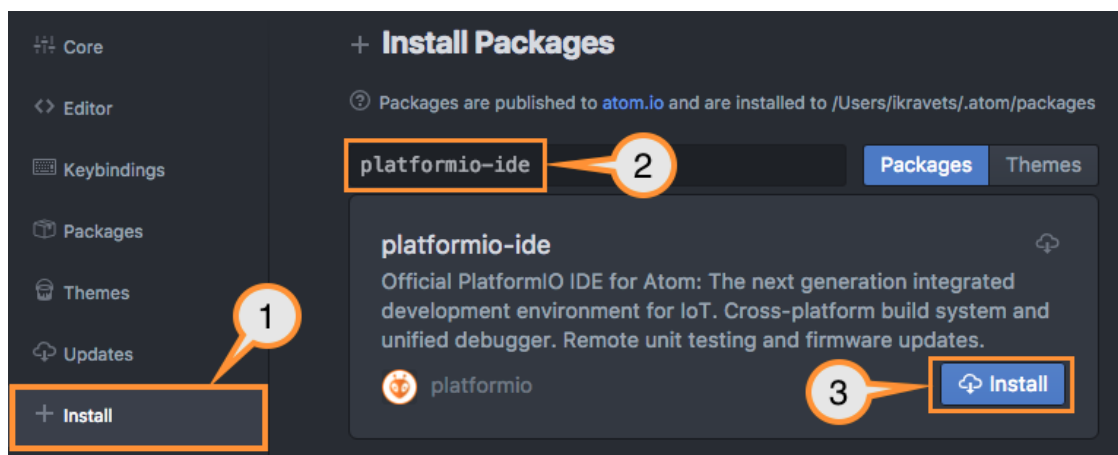 Core
Editor
Keybindings
Packages
Themes
Updates
Install
1
Install Packages
Packages are published to atom.io and are installed to /Users/ikravets/.atom/packages
platformio-ide
2
Packages
Themes
platformio-ide
Official PlatformIO IDE for Atom: The next generation integrated
development environment for IoT. Cross-platform build system and
unified debugger. Remote unit testing and firmware updates.
platformio
3
Install